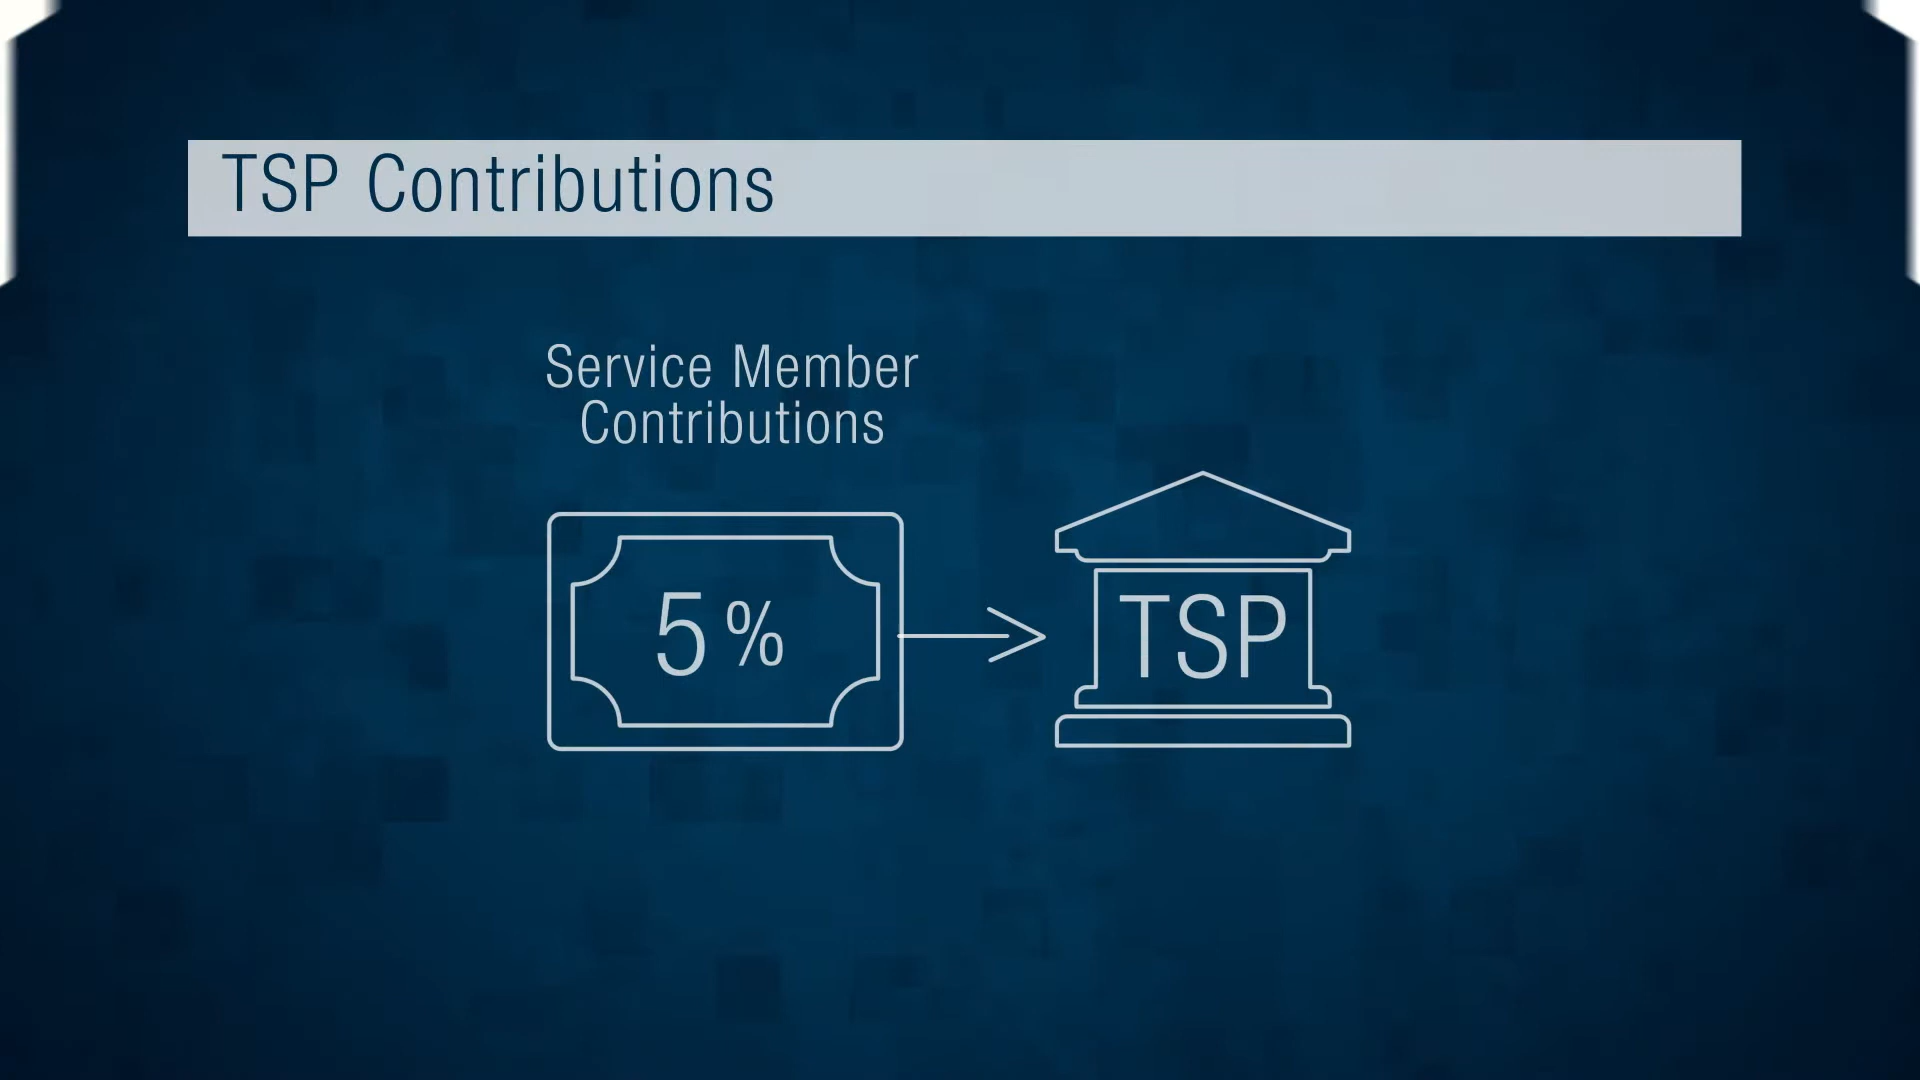 TSP Contributions
Service Member
Contributions
5%
TSP